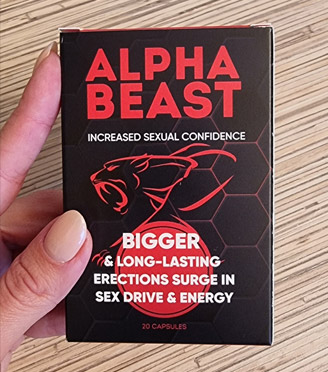 ALPHA
BEAST
INCREASED SEXUAL CONFIDENCE
BIGGER
& LONG-LASTING
ERECTIONS SURGE IN
SEX DRIVE & ENERGY
20 CAPSULES